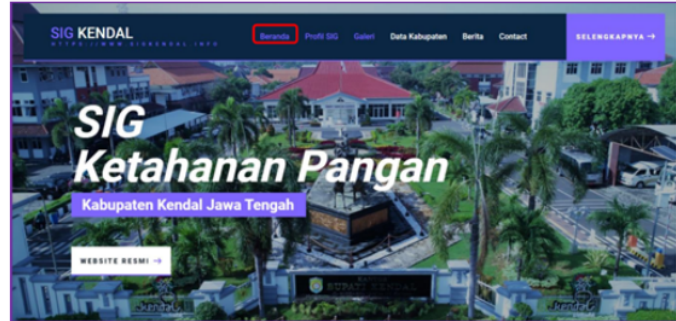 SIG KENDAL
HTTPS://WWW.SIGKENDAL.INFO
Beranda Profil SIG Galeri Data Kabupaten Berita Contact
SELENGKAPNYA →
SIG
Ketahanan Pangan
Kabupaten Kendal Jawa Tengah
WEBSITE RESMI →
KANTOR
BUPATI KENDAL